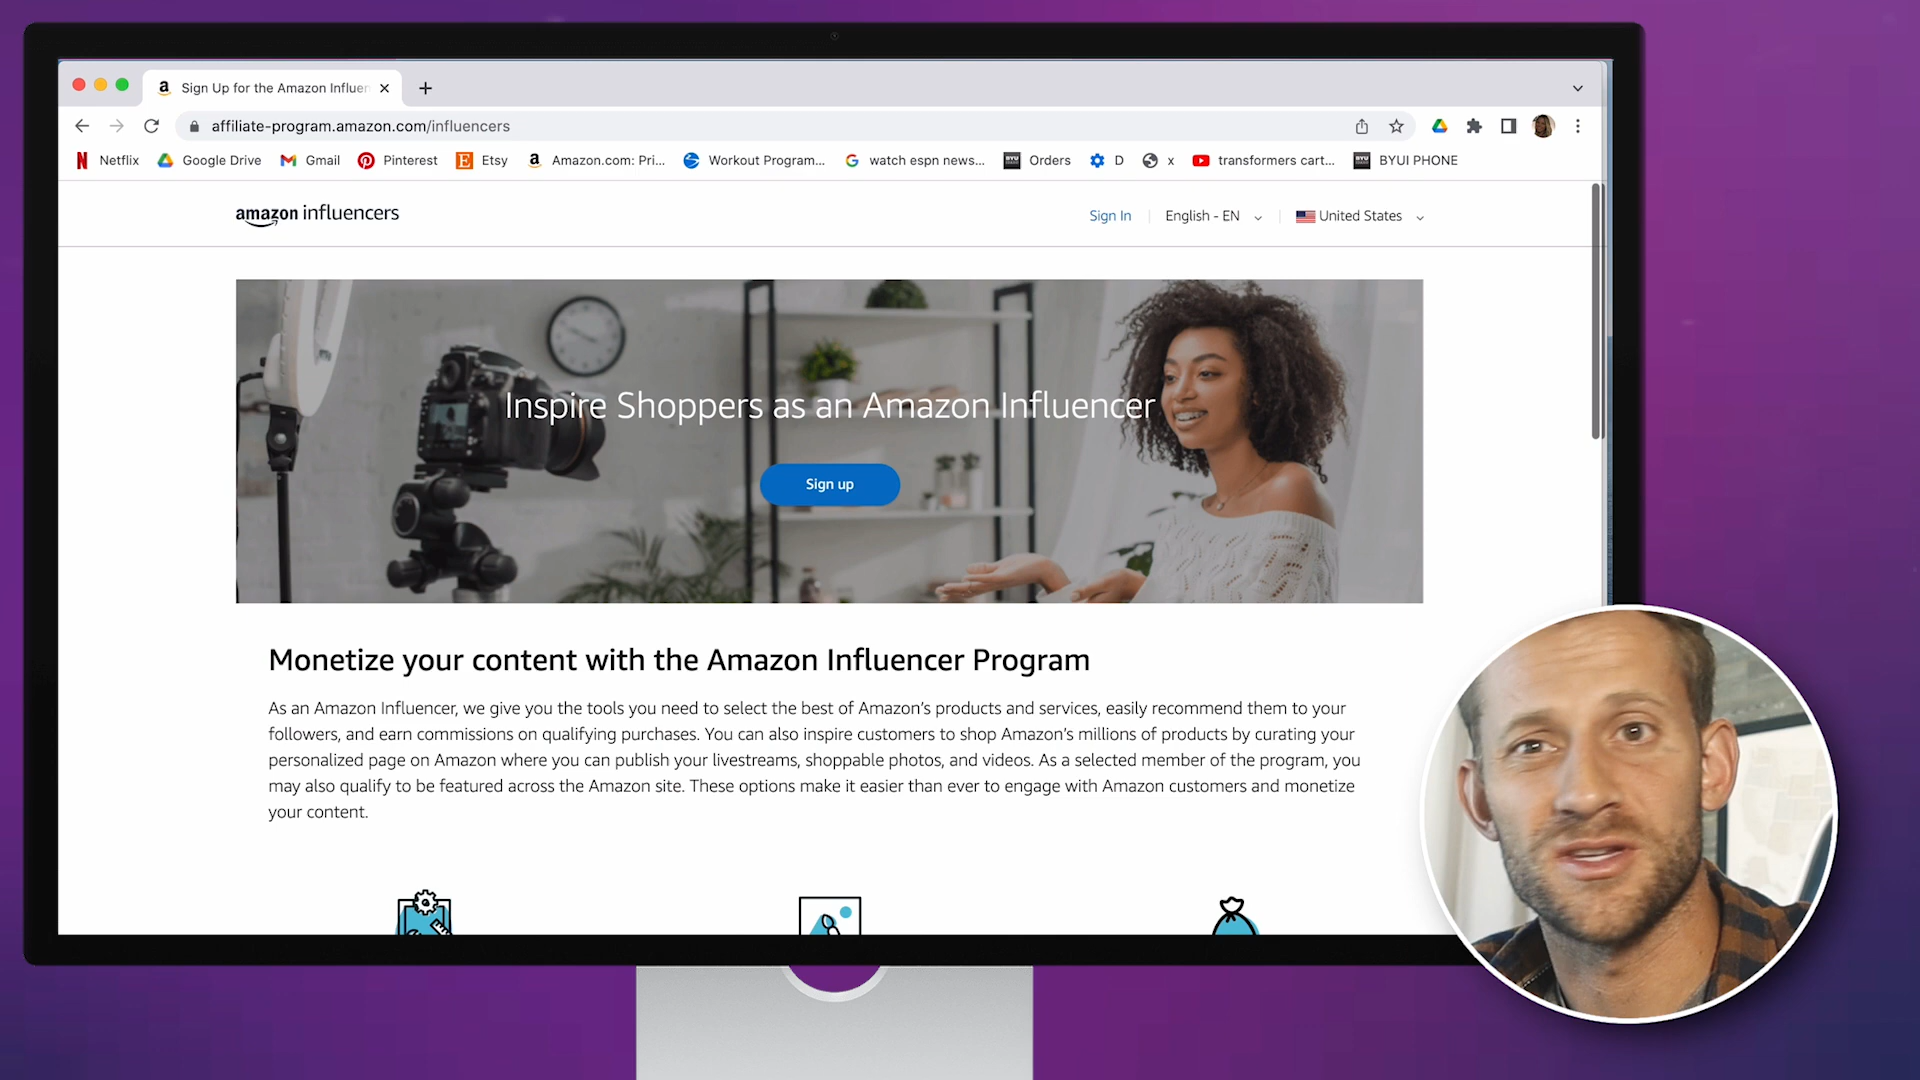 Sign Up for the Amazon Influen
affiliate-program.amazon.com/influencers
Netflix Google Drive Gmail Pinterest Etsy Amazon.com: Pri... Workout Program... watch espn news... Orders D x transformers cart... BYUI PHONE
amazon influencers
Sign In English - EN United States
Inspire Shoppers as an Amazon Influencer
Sign up
Monetize your content with the Amazon Influencer Program
As an Amazon Influencer, we give you the tools you need to select the best of Amazon's products and services, easily recommend them to your
followers, and earn commissions on qualifying purchases. You can also inspire customers to shop Amazon's millions of products by curating your
personalized page on Amazon where you can publish your livestreams, shoppable photos, and videos. As a selected member of the program, you
may also qualify to be featured across the Amazon site. These options make it easier than ever to engage with Amazon customers and monetize
your content.